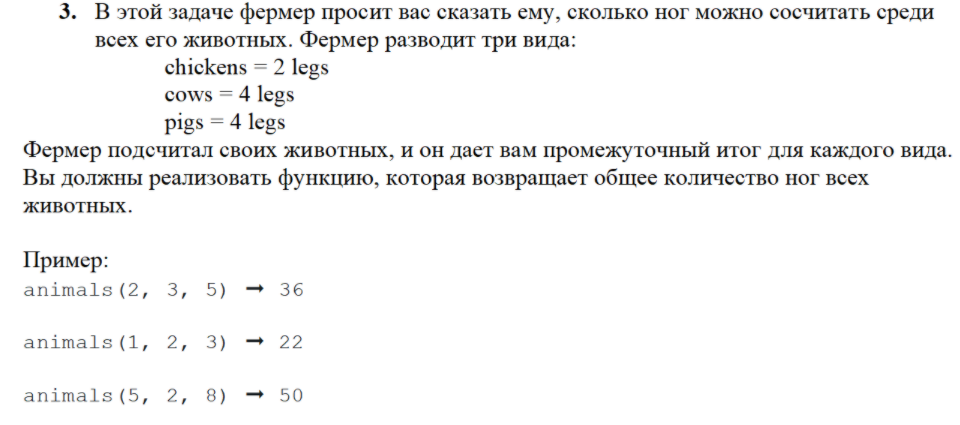 3. В этой задаче фермер просит вас сказать ему, сколько ног можно сосчитать среди
всех его животных. Фермер разводит три вида:
chickens = 2 legs
cows = 4 legs
pigs = 4 legs
Фермер подсчитал своих животных, и он дает вам промежуточный итог для каждого вида.
Вы должны реализовать функцию, которая возвращает общее количество ног всех
животных.
Пример:
animals(2, 3, 5) ➞ 36
animals(1, 2, 3) ➞ 22
animals(5, 2, 8) ➞ 50